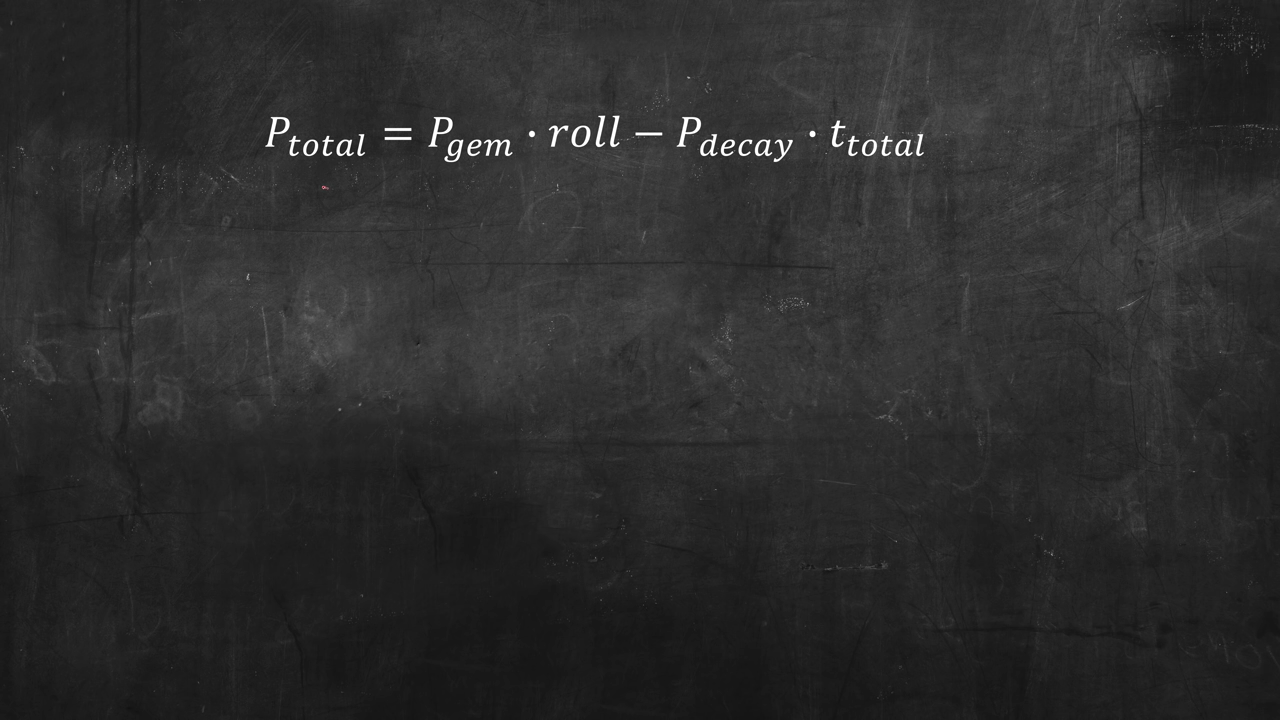 P_total = P_gem · roll − P_decay · t_total